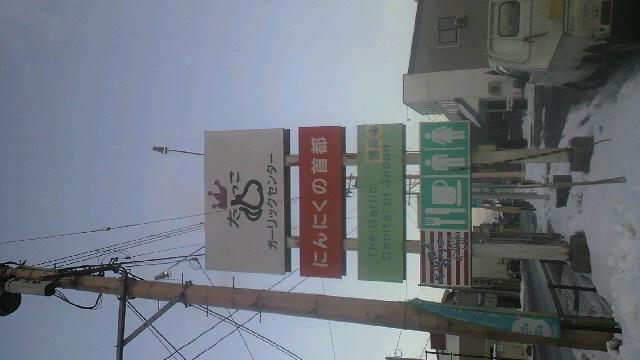 たっこ
ガーリックセンター
にんにくの首都
The Garlic
Capital of Japan